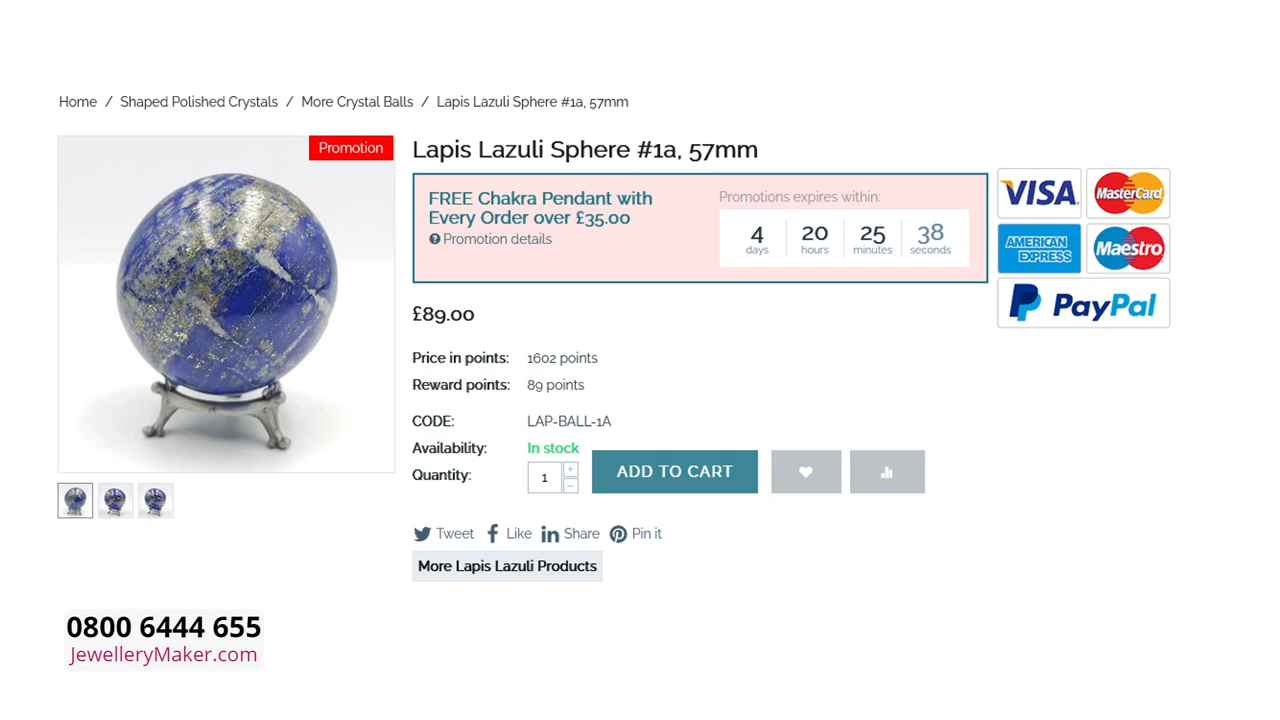 Home / Shaped Polished Crystals / More Crystal Balls / Lapis Lazuli Sphere #1a, 57mm
Promotion
Lapis Lazuli Sphere #1a, 57mm
FREE Chakra Pendant with
Every Order over £35.00
Promotion details
Promotions expires within:
4 20 25 38
days hours minutes seconds
VISA MasterCard
AMERICAN EXPRESS Maestro
PayPal
£89.00
Price in points: 1602 points
Reward points: 89 points
CODE: LAP-BALL-1A
Availability: In stock
Quantity: 1 + − ADD TO CART
Tweet Like Share Pin it
More Lapis Lazuli Products
0800 6444 655
JewelleryMaker.com